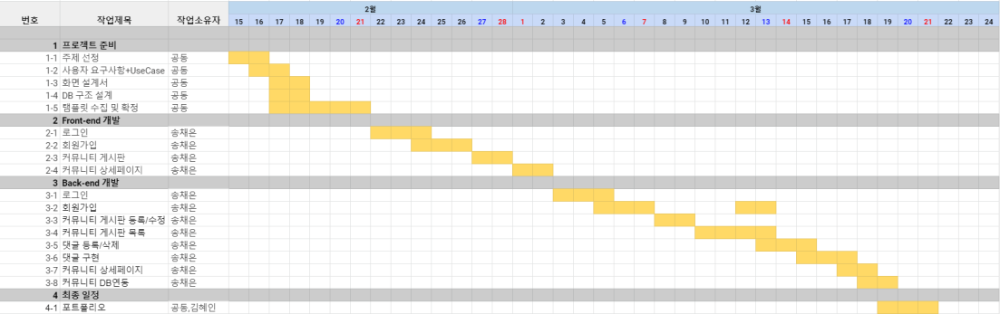 2월 3월
번호 작업제목 작업소유자 15 16 17 18 19 20 21 22 23 24 25 26 27 28 1 2 3 4 5 6 7 8 9 10 11 12 13 14 15 16 17 18 19 20 21 22 23 24
1 프로젝트 준비
1-1 주제 선정 공동
1-2 사용자 요구사항+UseCase 공동
1-3 화면 설계서 공동
1-4 DB 구조 설계 공동
1-5 탬플릿 수집 및 확정 공동
2 Front-end 개발
2-1 로그인 송채은
2-2 회원가입 송채은
2-3 커뮤니티 게시판 송채은
2-4 커뮤니티 상세페이지 송채은
3 Back-end 개발
3-1 로그인 송채은
3-2 회원가입 송채은
3-3 커뮤니티 게시판 등록/수정 송채은
3-4 커뮤니티 게시판 목록 송채은
3-5 댓글 등록/삭제 송채은
3-6 댓글 구현 송채은
3-7 커뮤니티 상세페이지 송채은
3-8 커뮤니티 DB연동 송채은
4 최종 일정
4-1 포트폴리오 공동,김혜인